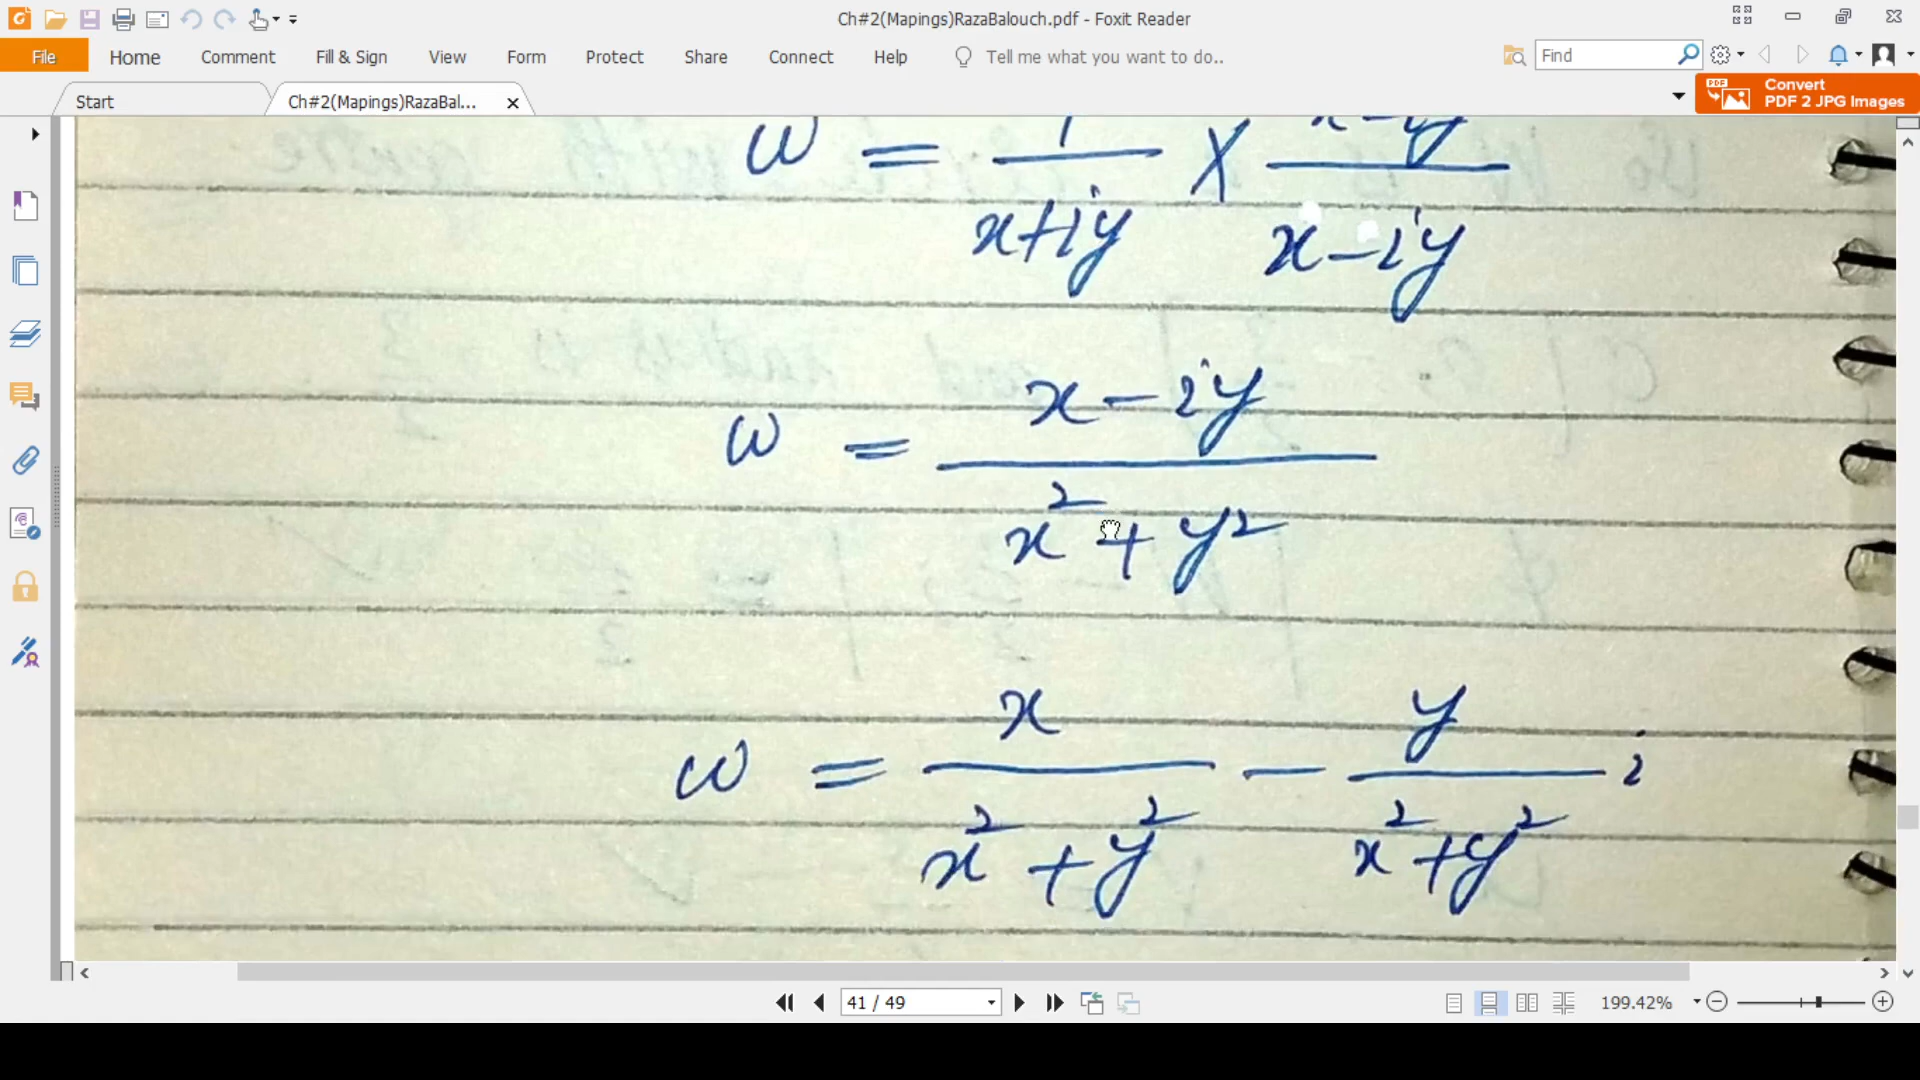 Ch#2(Mapings)RazaBalouch.pdf - Foxit Reader
File Home Comment Fill & Sign View Form Protect Share Connect Help Tell me what you want to do.. Find
Start Ch#2(Mapings)RazaBal...
PDF Convert
PDF 2 JPG Images
w = 1/(x+iy) × (x-iy)/(x-iy)
w = (x-iy)/(x²+y²)
w = x/(x²+y²) - y/(x²+y²) i
41 / 49 199.42%